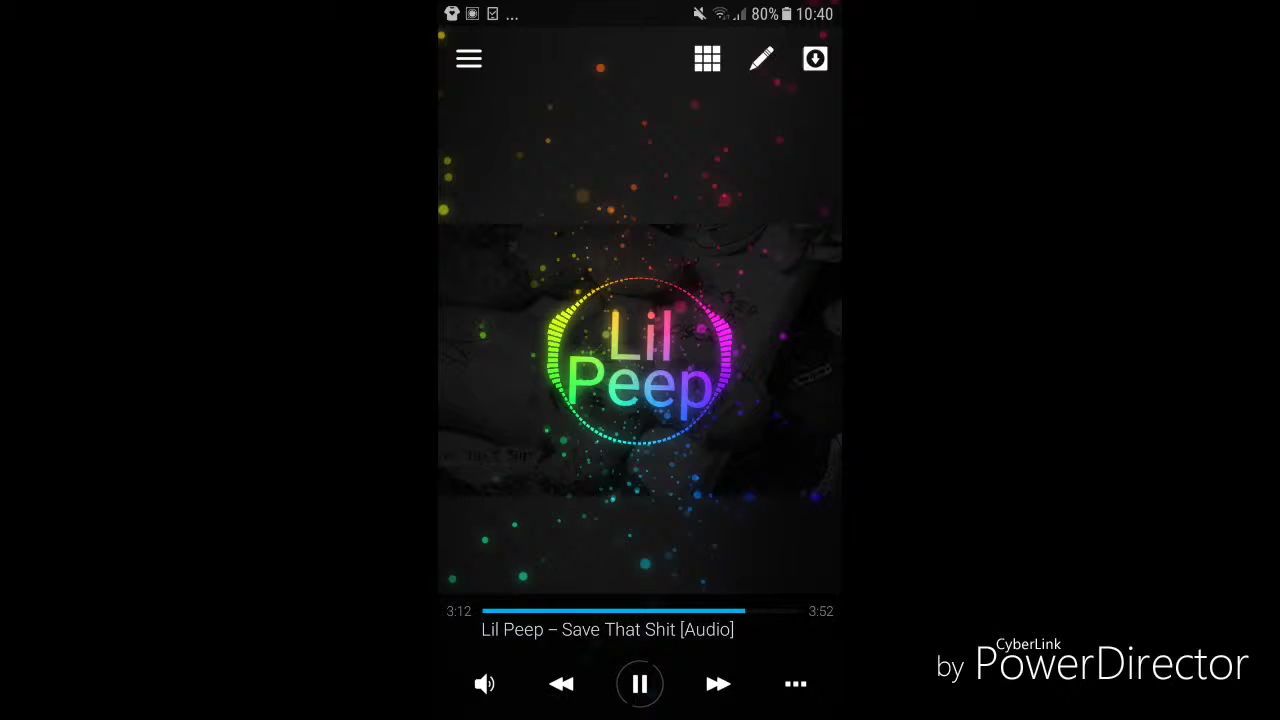 ... 80% 10:40
Lil
Peep
3:12 3:52
Lil Peep – Save That Shit [Audio]
CyberLink
by PowerDirector